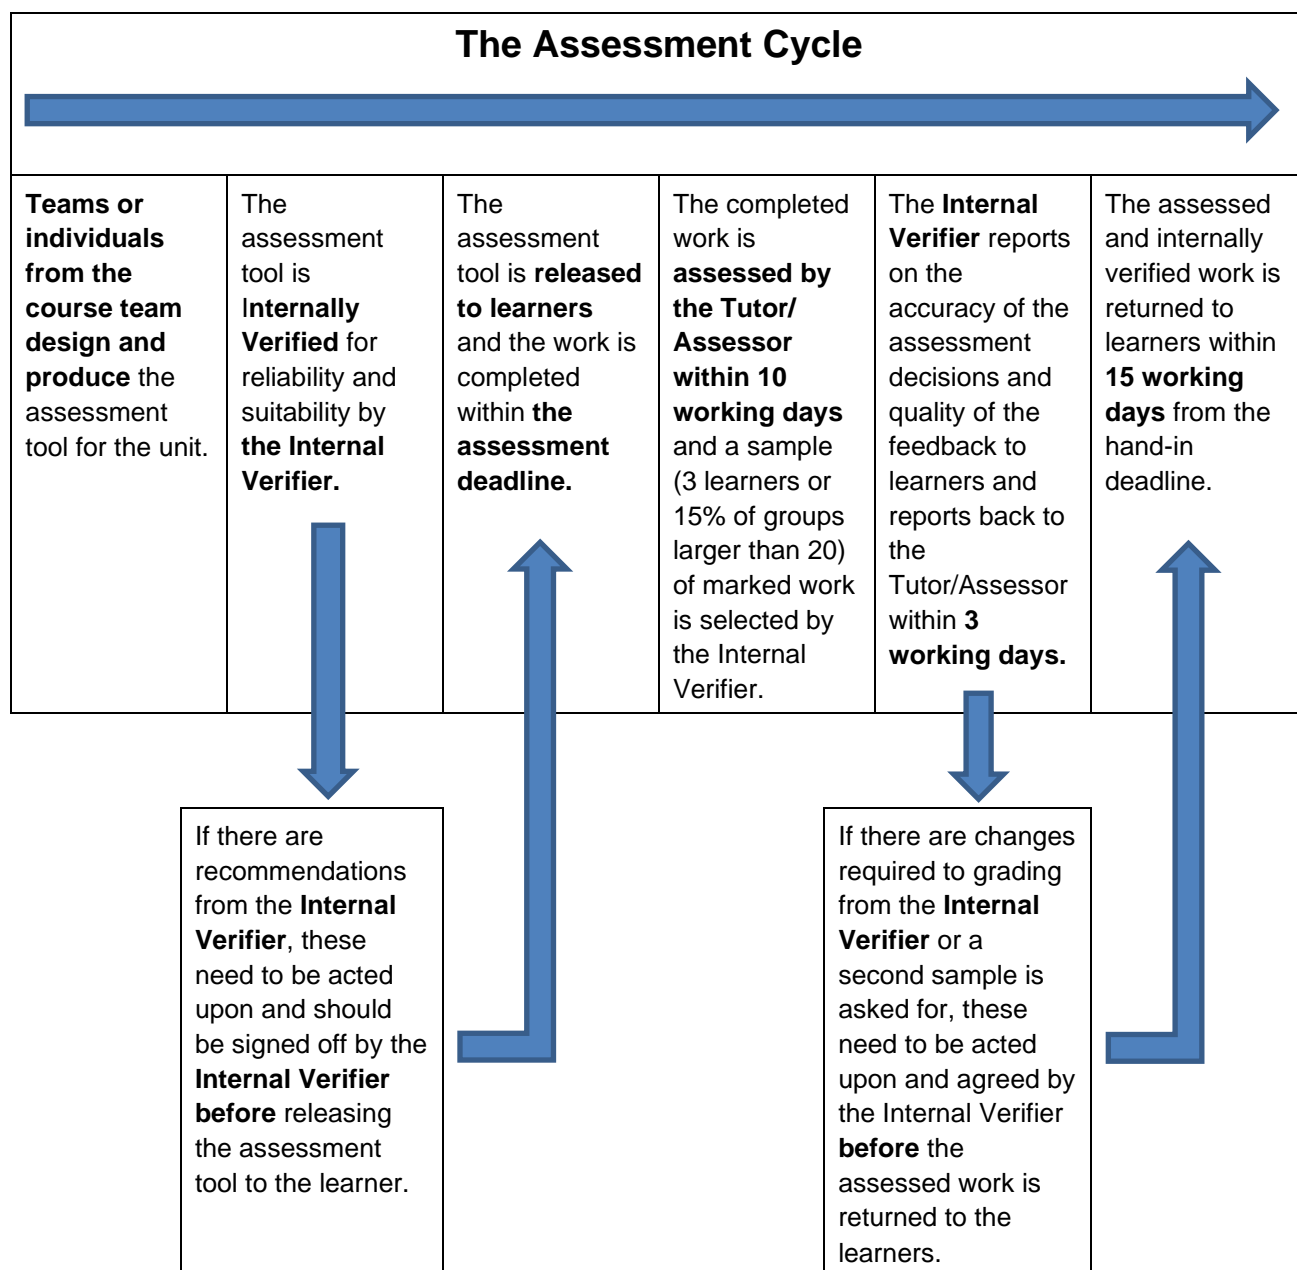 The Assessment Cycle
Teams or
individuals
from the
course team
design and
produce the
assessment
tool for the unit.
The
assessment
tool is
Internally
Verified for
reliability and
suitability by
the Internal
Verifier.
The
assessment
tool is released
to learners
and the work is
completed
within the
assessment
deadline.
The completed
work is
assessed by
the Tutor/
Assessor
within 10
working days
and a sample
(3 learners or
15% of groups
larger than 20)
of marked work
is selected by
the Internal
Verifier.
The Internal
Verifier reports
on the
accuracy of the
assessment
decisions and
quality of the
feedback to
learners and
reports back to
the
Tutor/Assessor
within 3
working days.
The assessed
and internally
verified work is
returned to
learners within
15 working
days from the
hand-in
deadline.
If there are
recommendations
from the Internal
Verifier, these
need to be acted
upon and should
be signed off by the
Internal Verifier
before releasing
the assessment
tool to the learner.
If there are changes
required to grading
from the Internal
Verifier or a
second sample is
asked for, these
need to be acted
upon and agreed by
the Internal Verifier
before the
assessed work is
returned to the
learners.